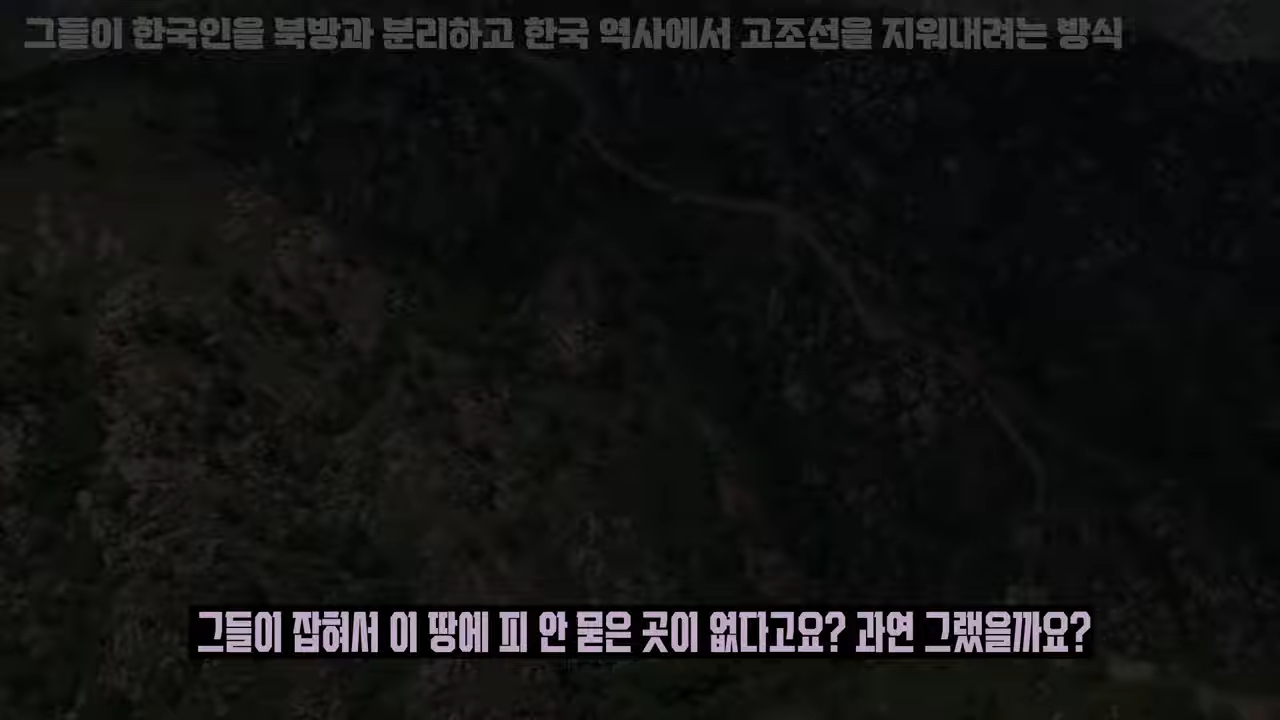 그들이 한국인을 북방과 분리하고 한국 역사에서 고조선을 지워내려는 방식
그들이 잡혀서 이 땅에 피 안 묻은 곳이 없다고요? 과연 그랬을까요?